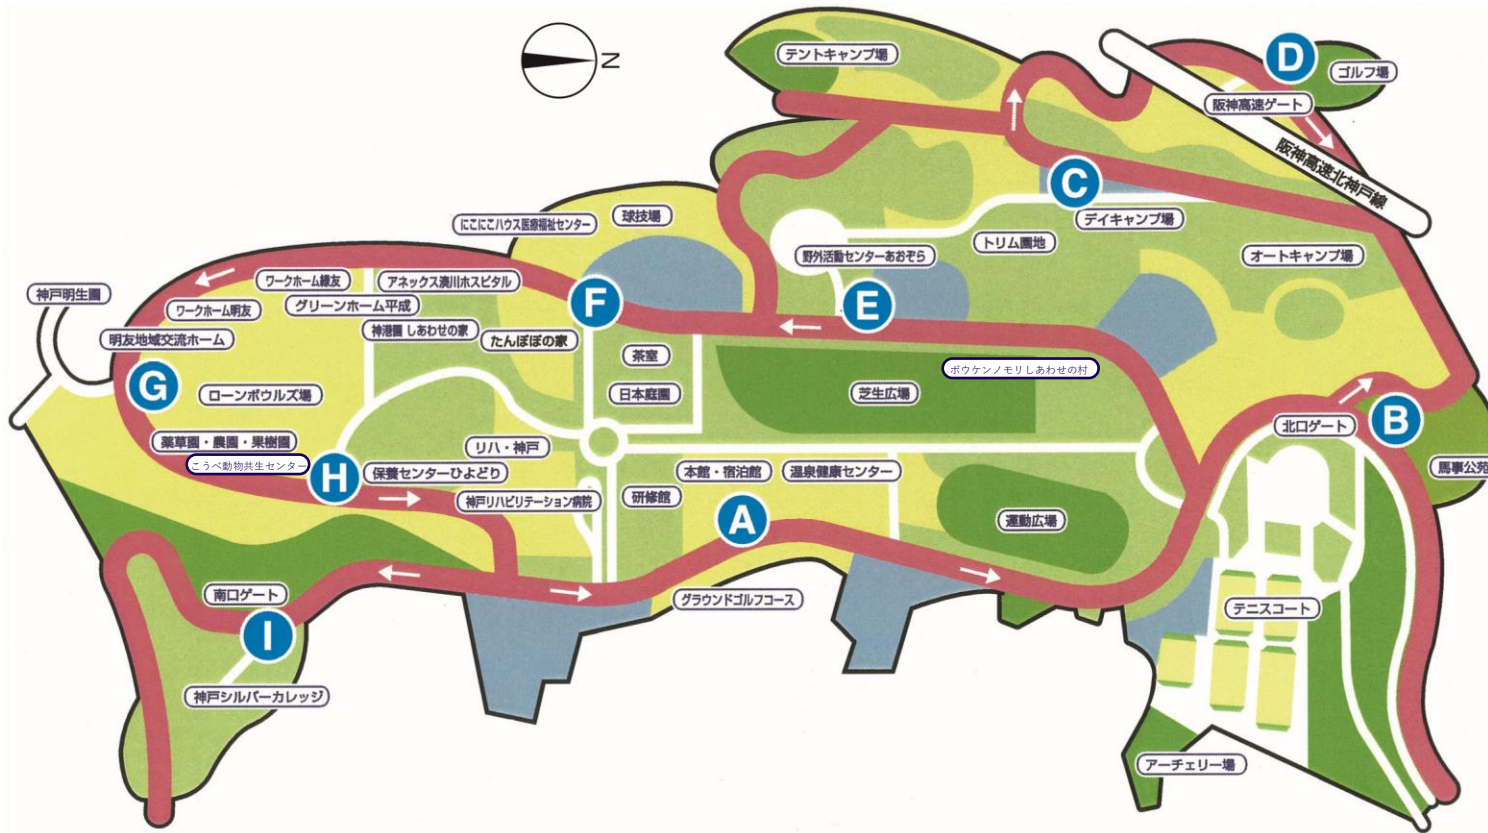 N
テントキャンプ場
D
ゴルフ場
阪神高速ゲート
阪神高速北神戸線
C
デイキャンプ場
にこにこハウス医療福祉センター
球技場
トリム園地
野外活動センターあおぞら
オートキャンプ場
神戸明生園
ワークホーム緑友
アネックス湊川ホスピタル
ワークホーム明友
グリーンホーム平成
F
E
明友地域交流ホーム
神港園 しあわせの家
たんぽぽの家
茶室
ボウケンノモリしあわせの村
G
ローンボウルズ場
日本庭園
芝生広場
北口ゲート
B
薬草園・農園・果樹園
リハ・神戸
こうべ動物共生センター
H
保養センターひよどり
本館・宿泊館
温泉健康センター
馬事公苑
神戸リハビリテーション病院
研修館
A
運動広場
南口ゲート
グラウンドゴルフコース
テニスコート
I
神戸シルバーカレッジ
アーチェリー場